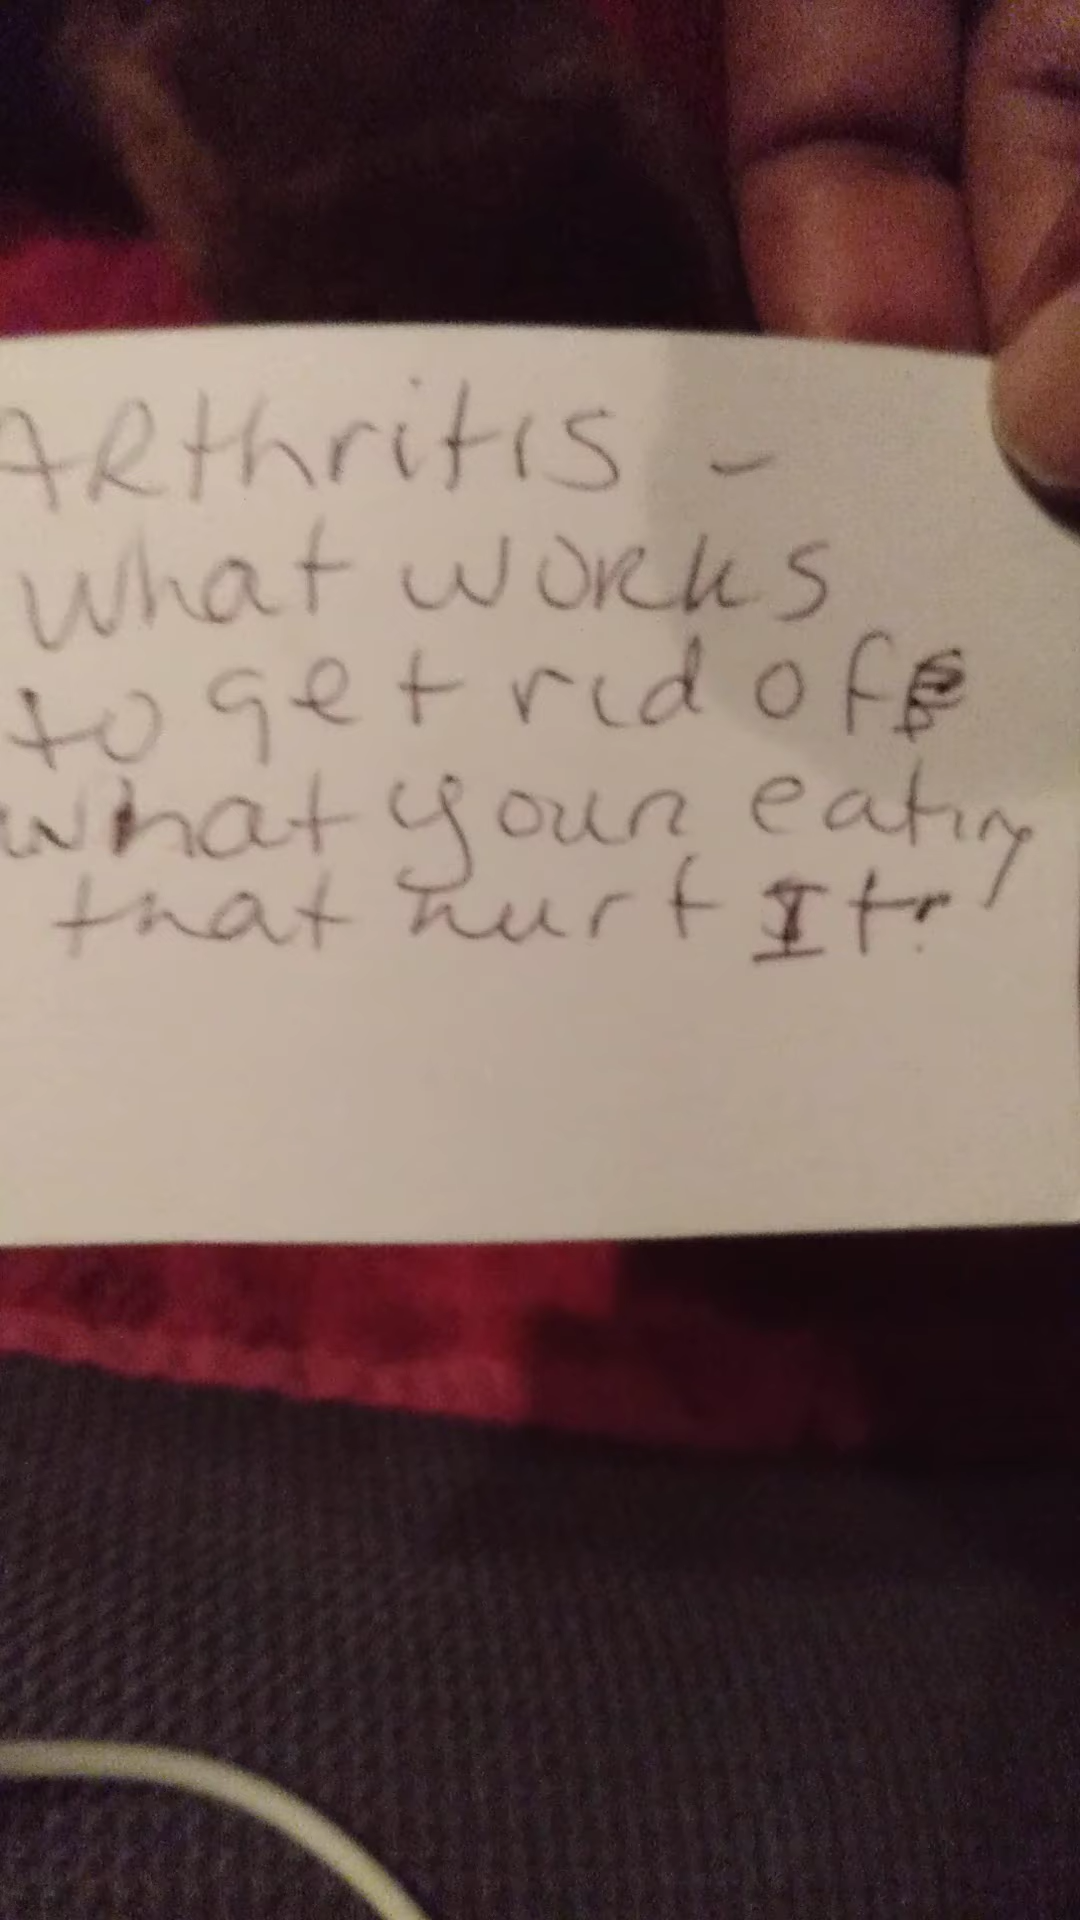 ARthritis -
what works
to get rid of
what your eating
that hurt It?